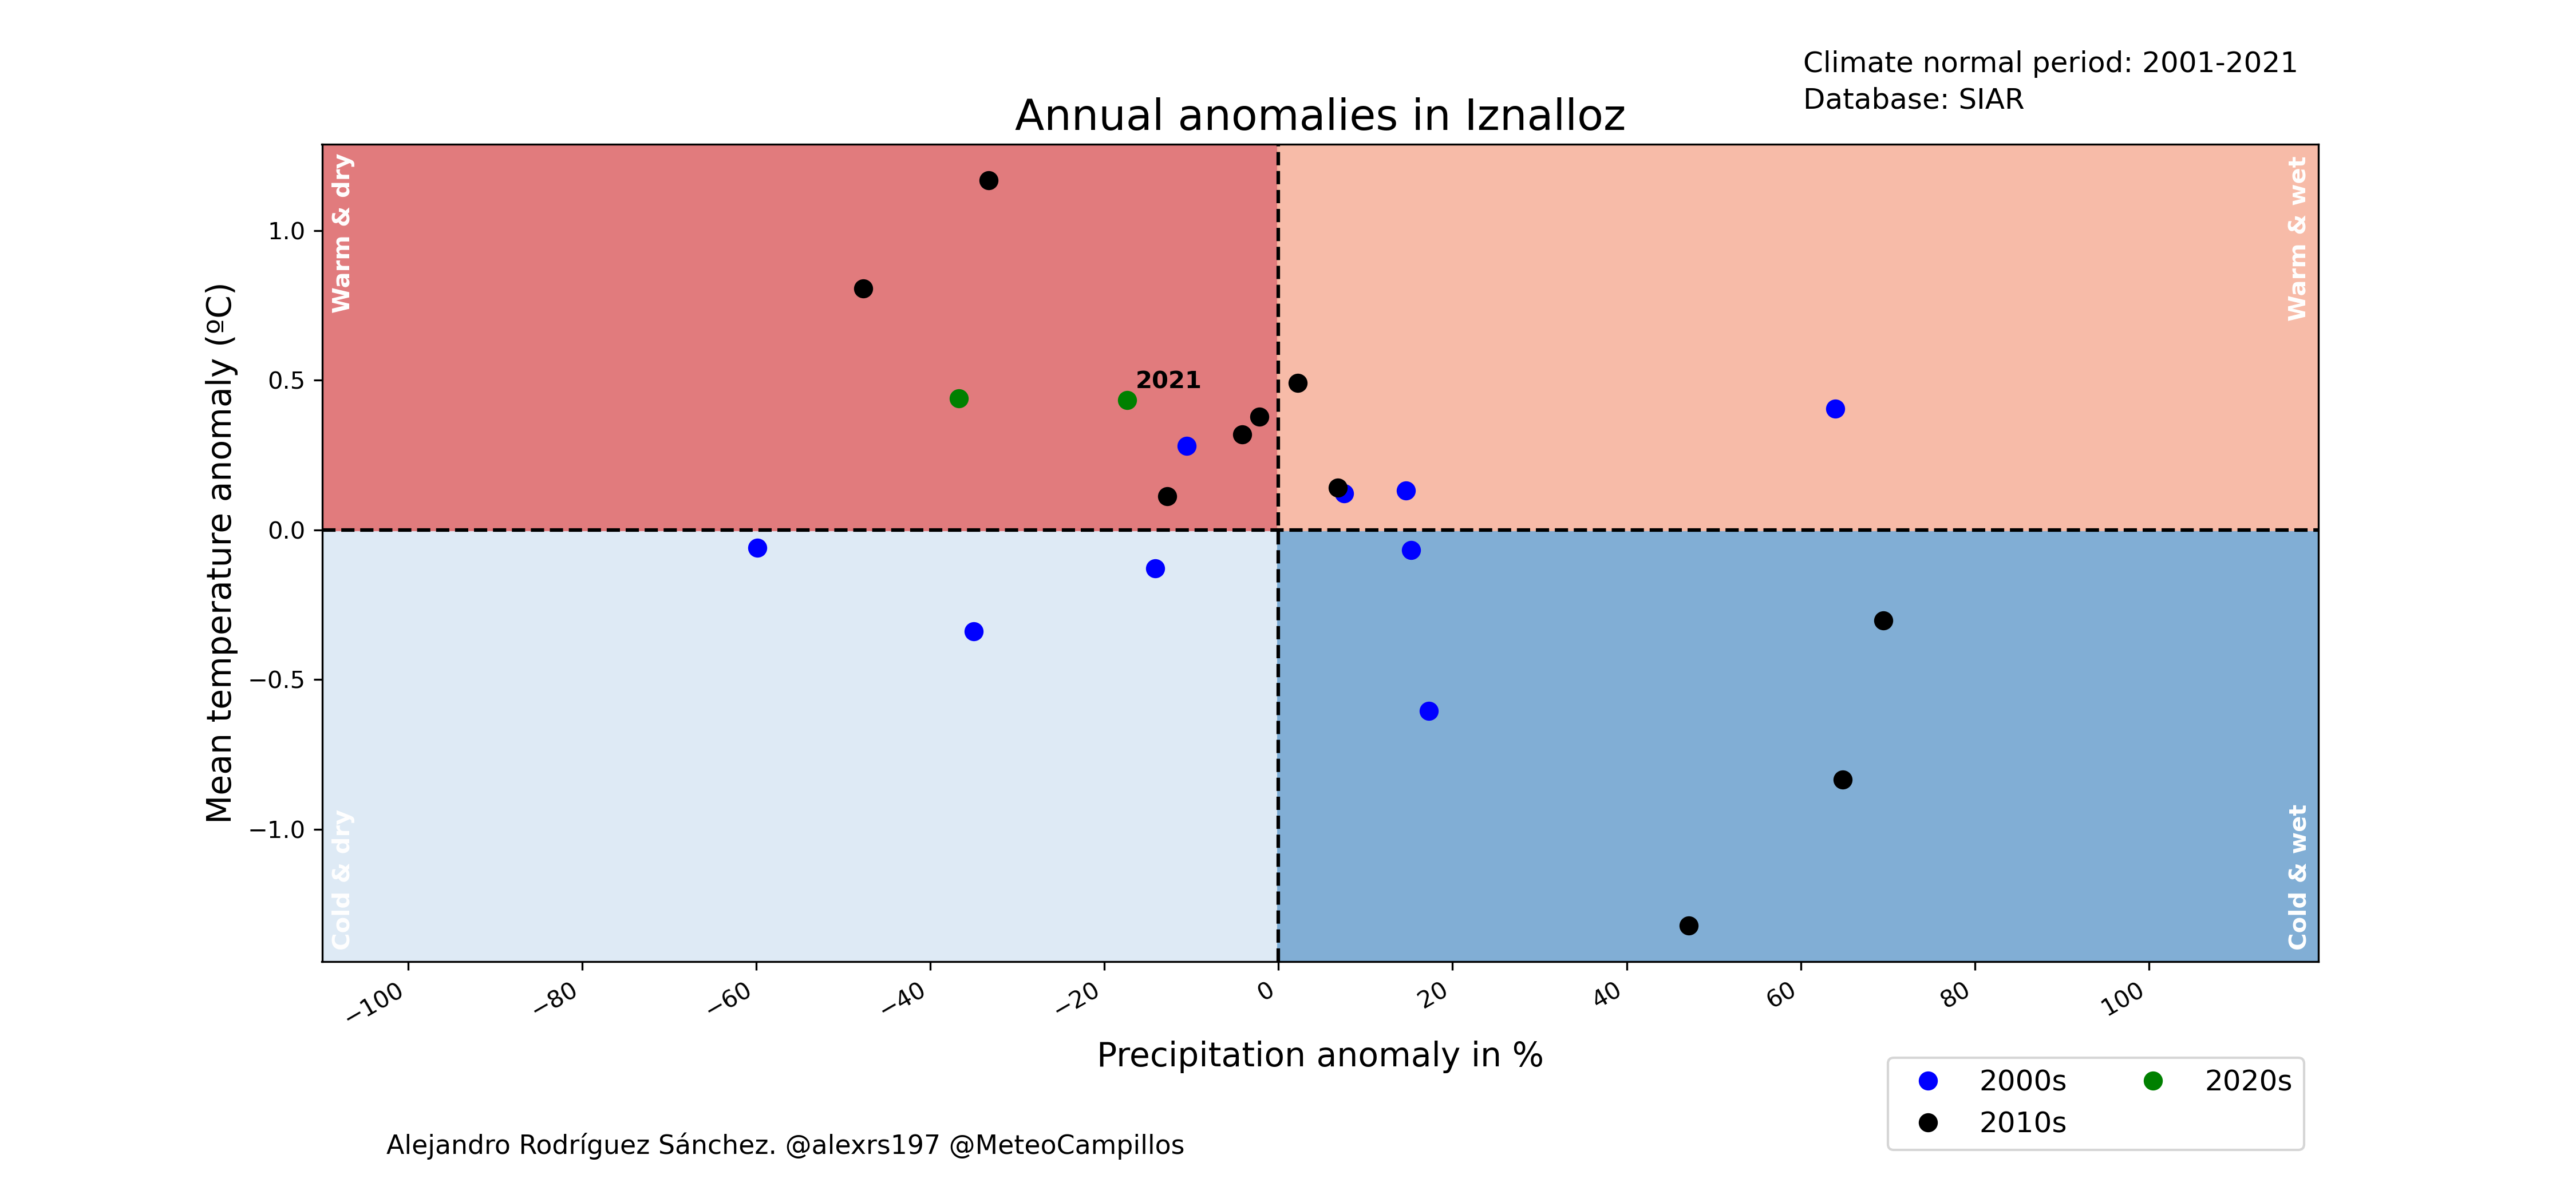 Climate normal period: 2001-2021
Database: SIAR
Annual anomalies in Iznalloz
Warm & dry
Warm & wet
Mean temperature anomaly (ºC)
1.0
0.5
0.0
−0.5
−1.0
2021
Cold & dry
Cold & wet
−100
−80
−60
−40
−20
0
20
40
60
80
100
Precipitation anomaly in %
2000s
2020s
2010s
Alejandro Rodríguez Sánchez. @alexrs197 @MeteoCampillos